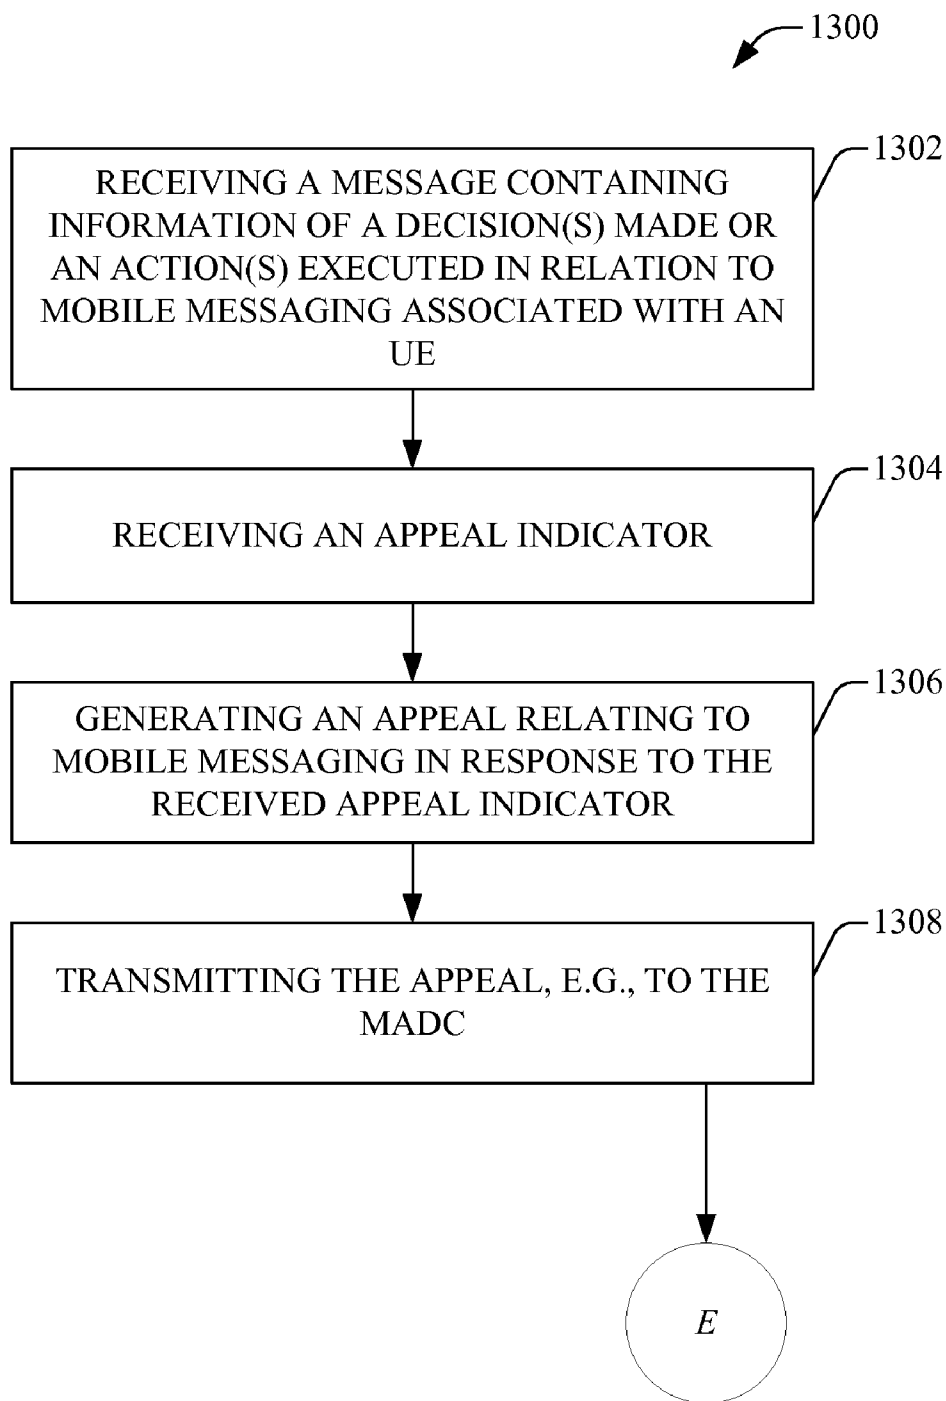 1300
1302
RECEIVING A MESSAGE CONTAINING
INFORMATION OF A DECISION(S) MADE OR
AN ACTION(S) EXECUTED IN RELATION TO
MOBILE MESSAGING ASSOCIATED WITH AN
UE
1304
RECEIVING AN APPEAL INDICATOR
1306
GENERATING AN APPEAL RELATING TO
MOBILE MESSAGING IN RESPONSE TO THE
RECEIVED APPEAL INDICATOR
1308
TRANSMITTING THE APPEAL, E.G., TO THE
MADC
E